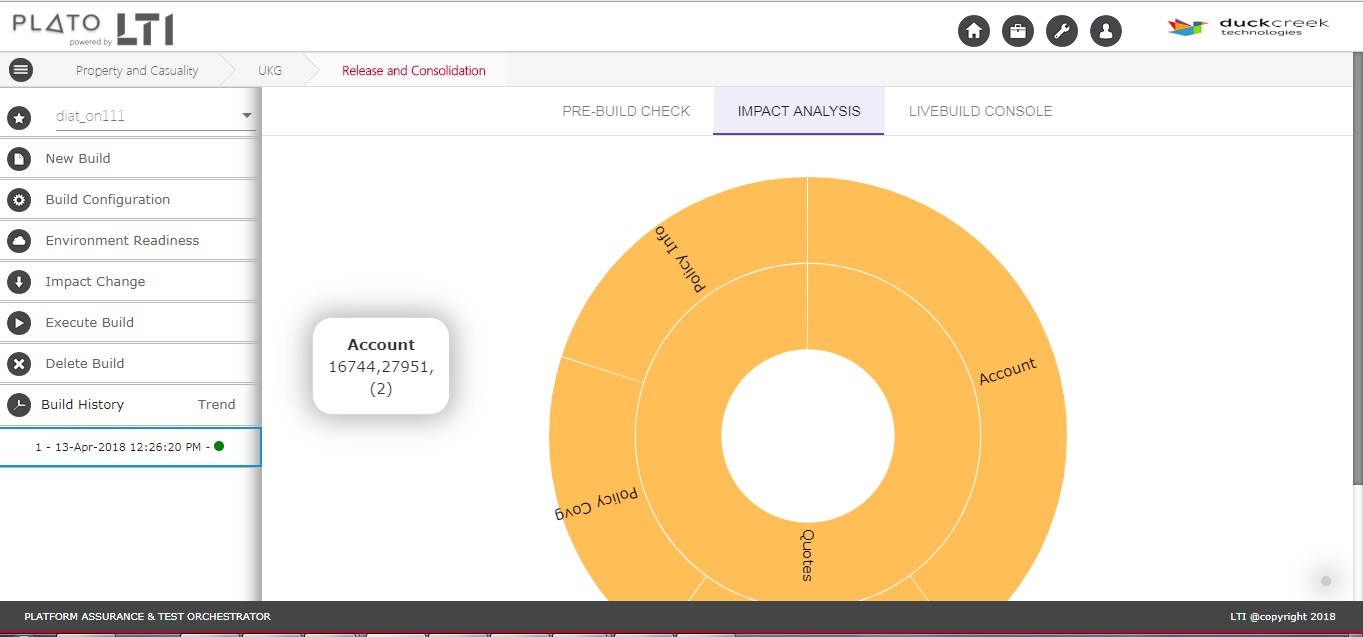 PLATO
powered by
LTI
duckcreek
technologies
Property and Casualty
UKG
Release and Consolidation
diat_on111
New Build
Build Configuration
Environment Readiness
Impact Change
Execute Build
Delete Build
Build History
Trend
1 - 13-Apr-2018 12:26:20 PM -
PRE-BUILD CHECK
IMPACT ANALYSIS
LIVEBUILD CONSOLE
Account
16744,27951,
(2)
Policy Info
Account
Policy Covg
Quotes
PLATFORM ASSURANCE & TEST ORCHESTRATOR
LTI @copyright 2018